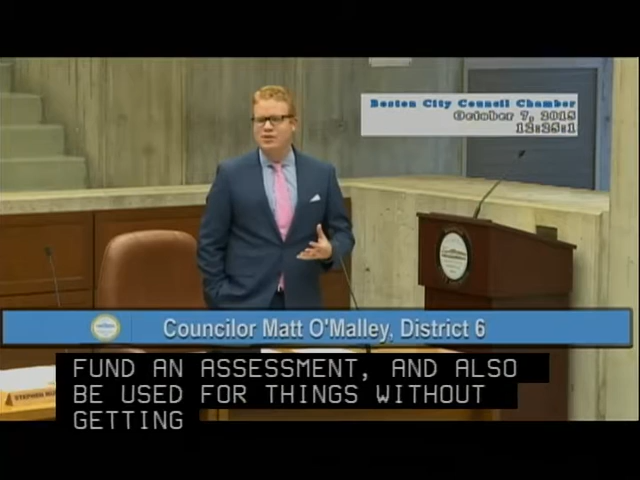 Boston City Council Chamber
October 7, 2015
12:25:1
Councilor Matt O'Malley, District 6
FUND AN ASSESSMENT, AND ALSO
BE USED FOR THINGS WITHOUT
GETTING
STEPHEN